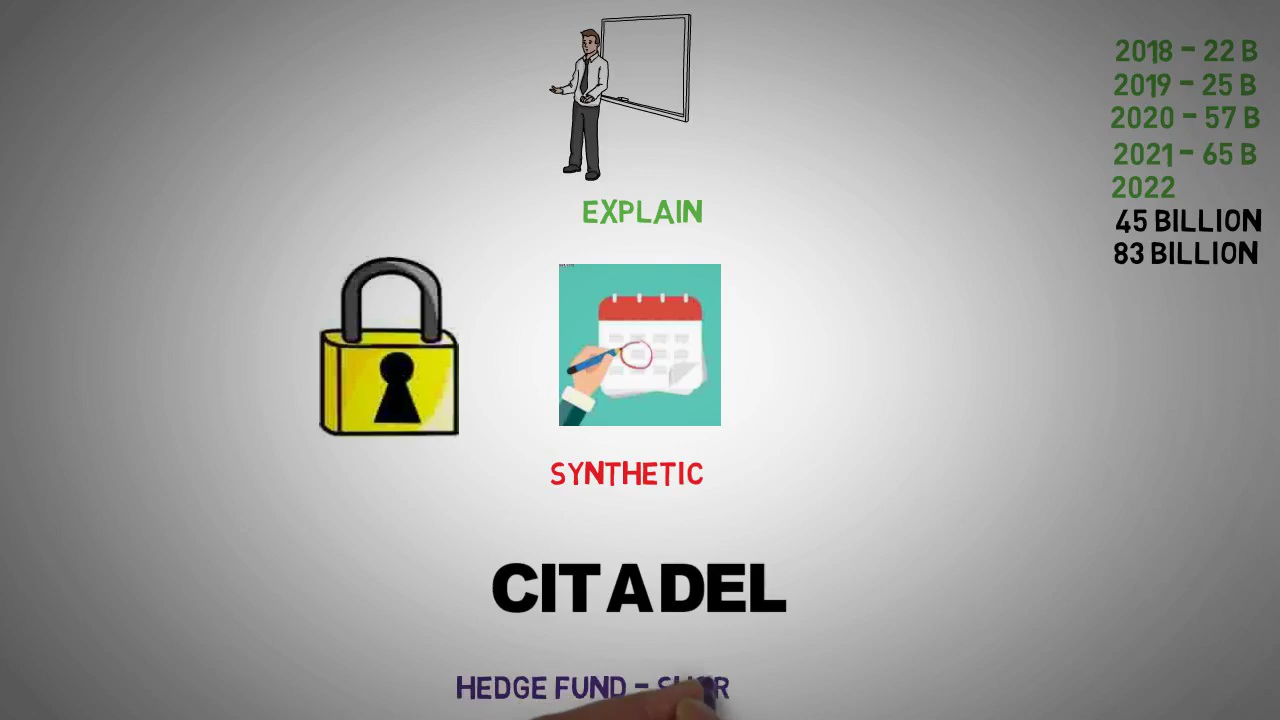 2018 - 22 B
2019 - 25 B
2020 - 57 B
2021 - 65 B
2022
45 BILLION
83 BILLION
EXPLAIN
SYNTHETIC
CITADEL
HEDGE FUND -